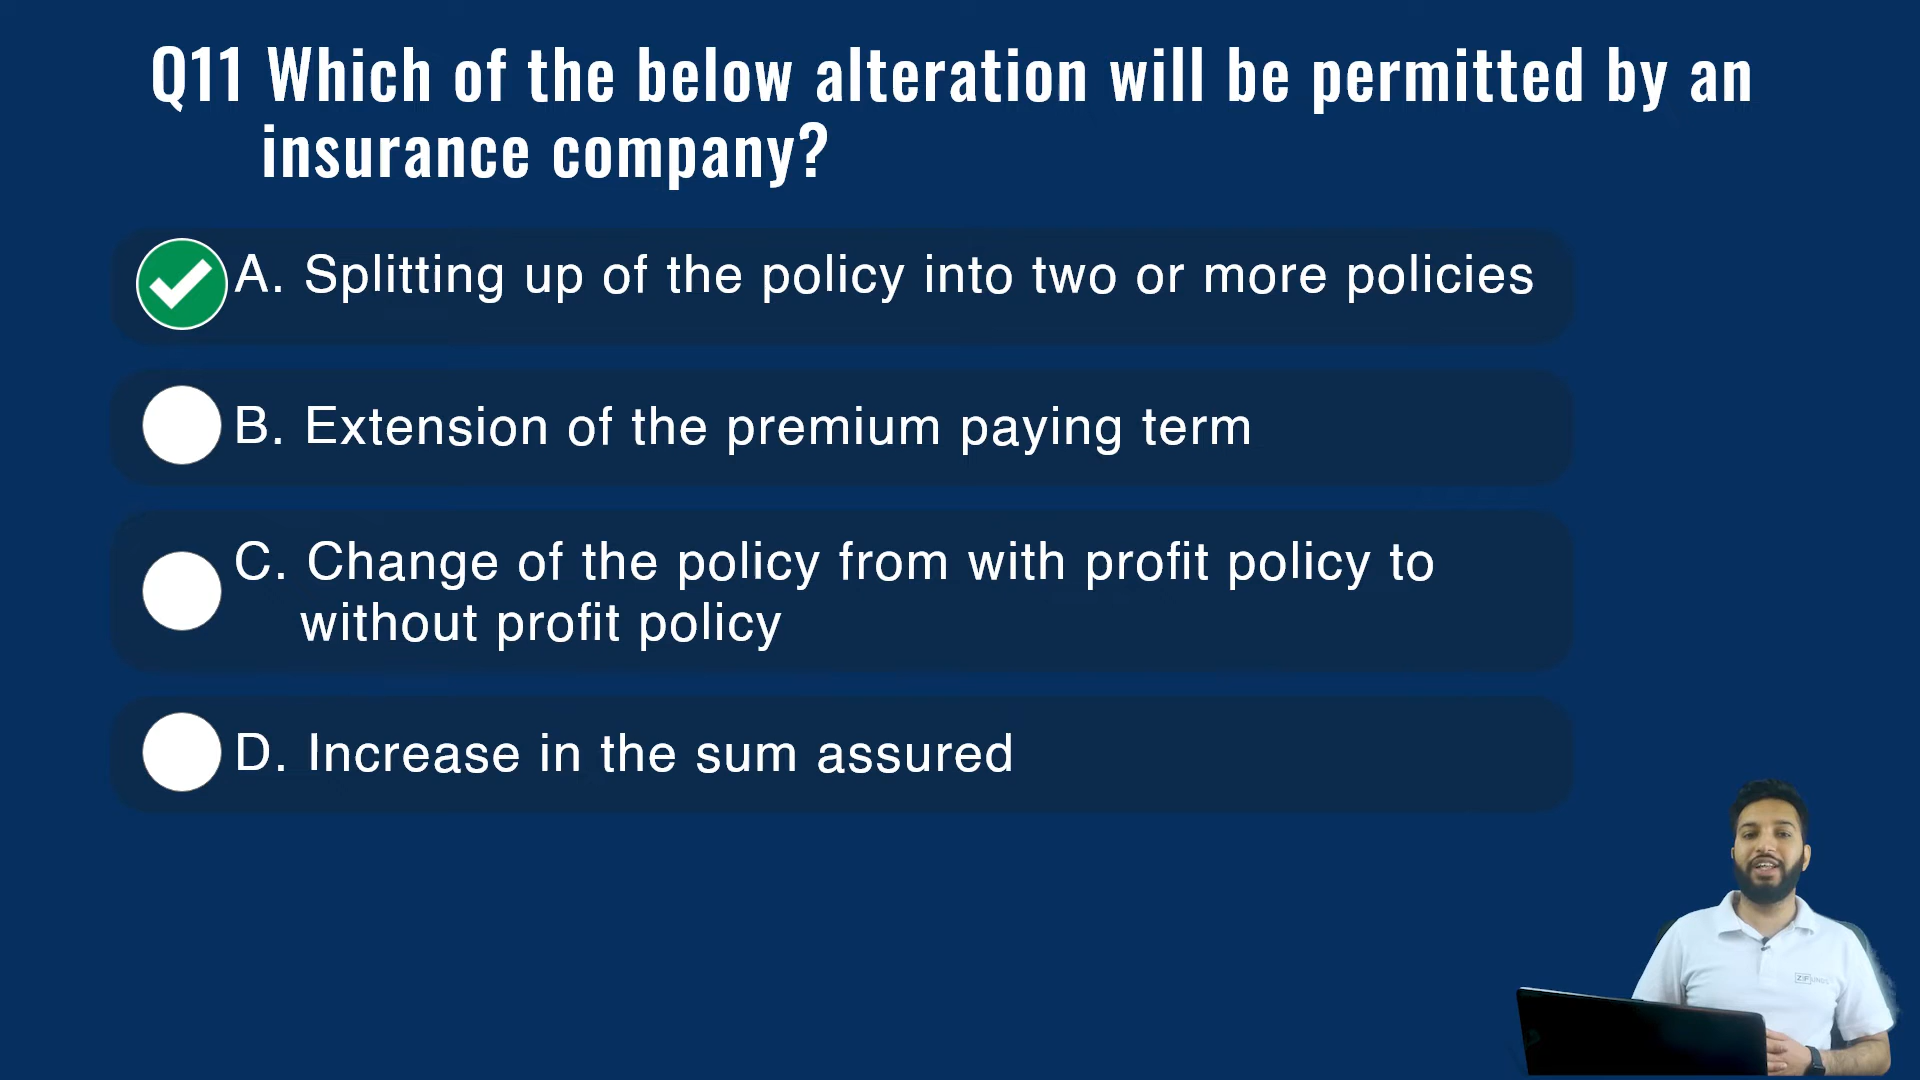 Q11 Which of the below alteration will be permitted by an
insurance company?
A. Splitting up of the policy into two or more policies
B. Extension of the premium paying term
C. Change of the policy from with profit policy to
without profit policy
D. Increase in the sum assured